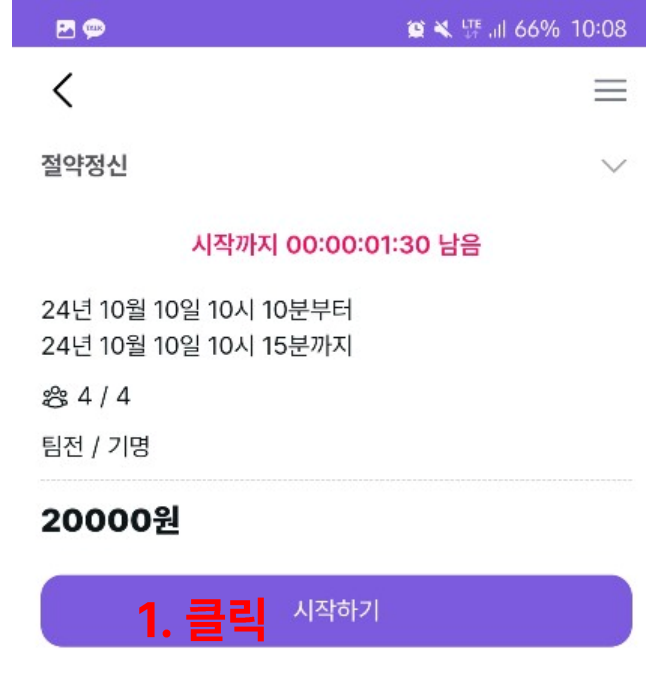 TALK LTE 66% 10:08
절약정신
시작까지 00:00:01:30 남음
24년 10월 10일 10시 10분부터
24년 10월 10일 10시 15분까지
4 / 4
팀전 / 기명
20000원
1. 클릭 시작하기